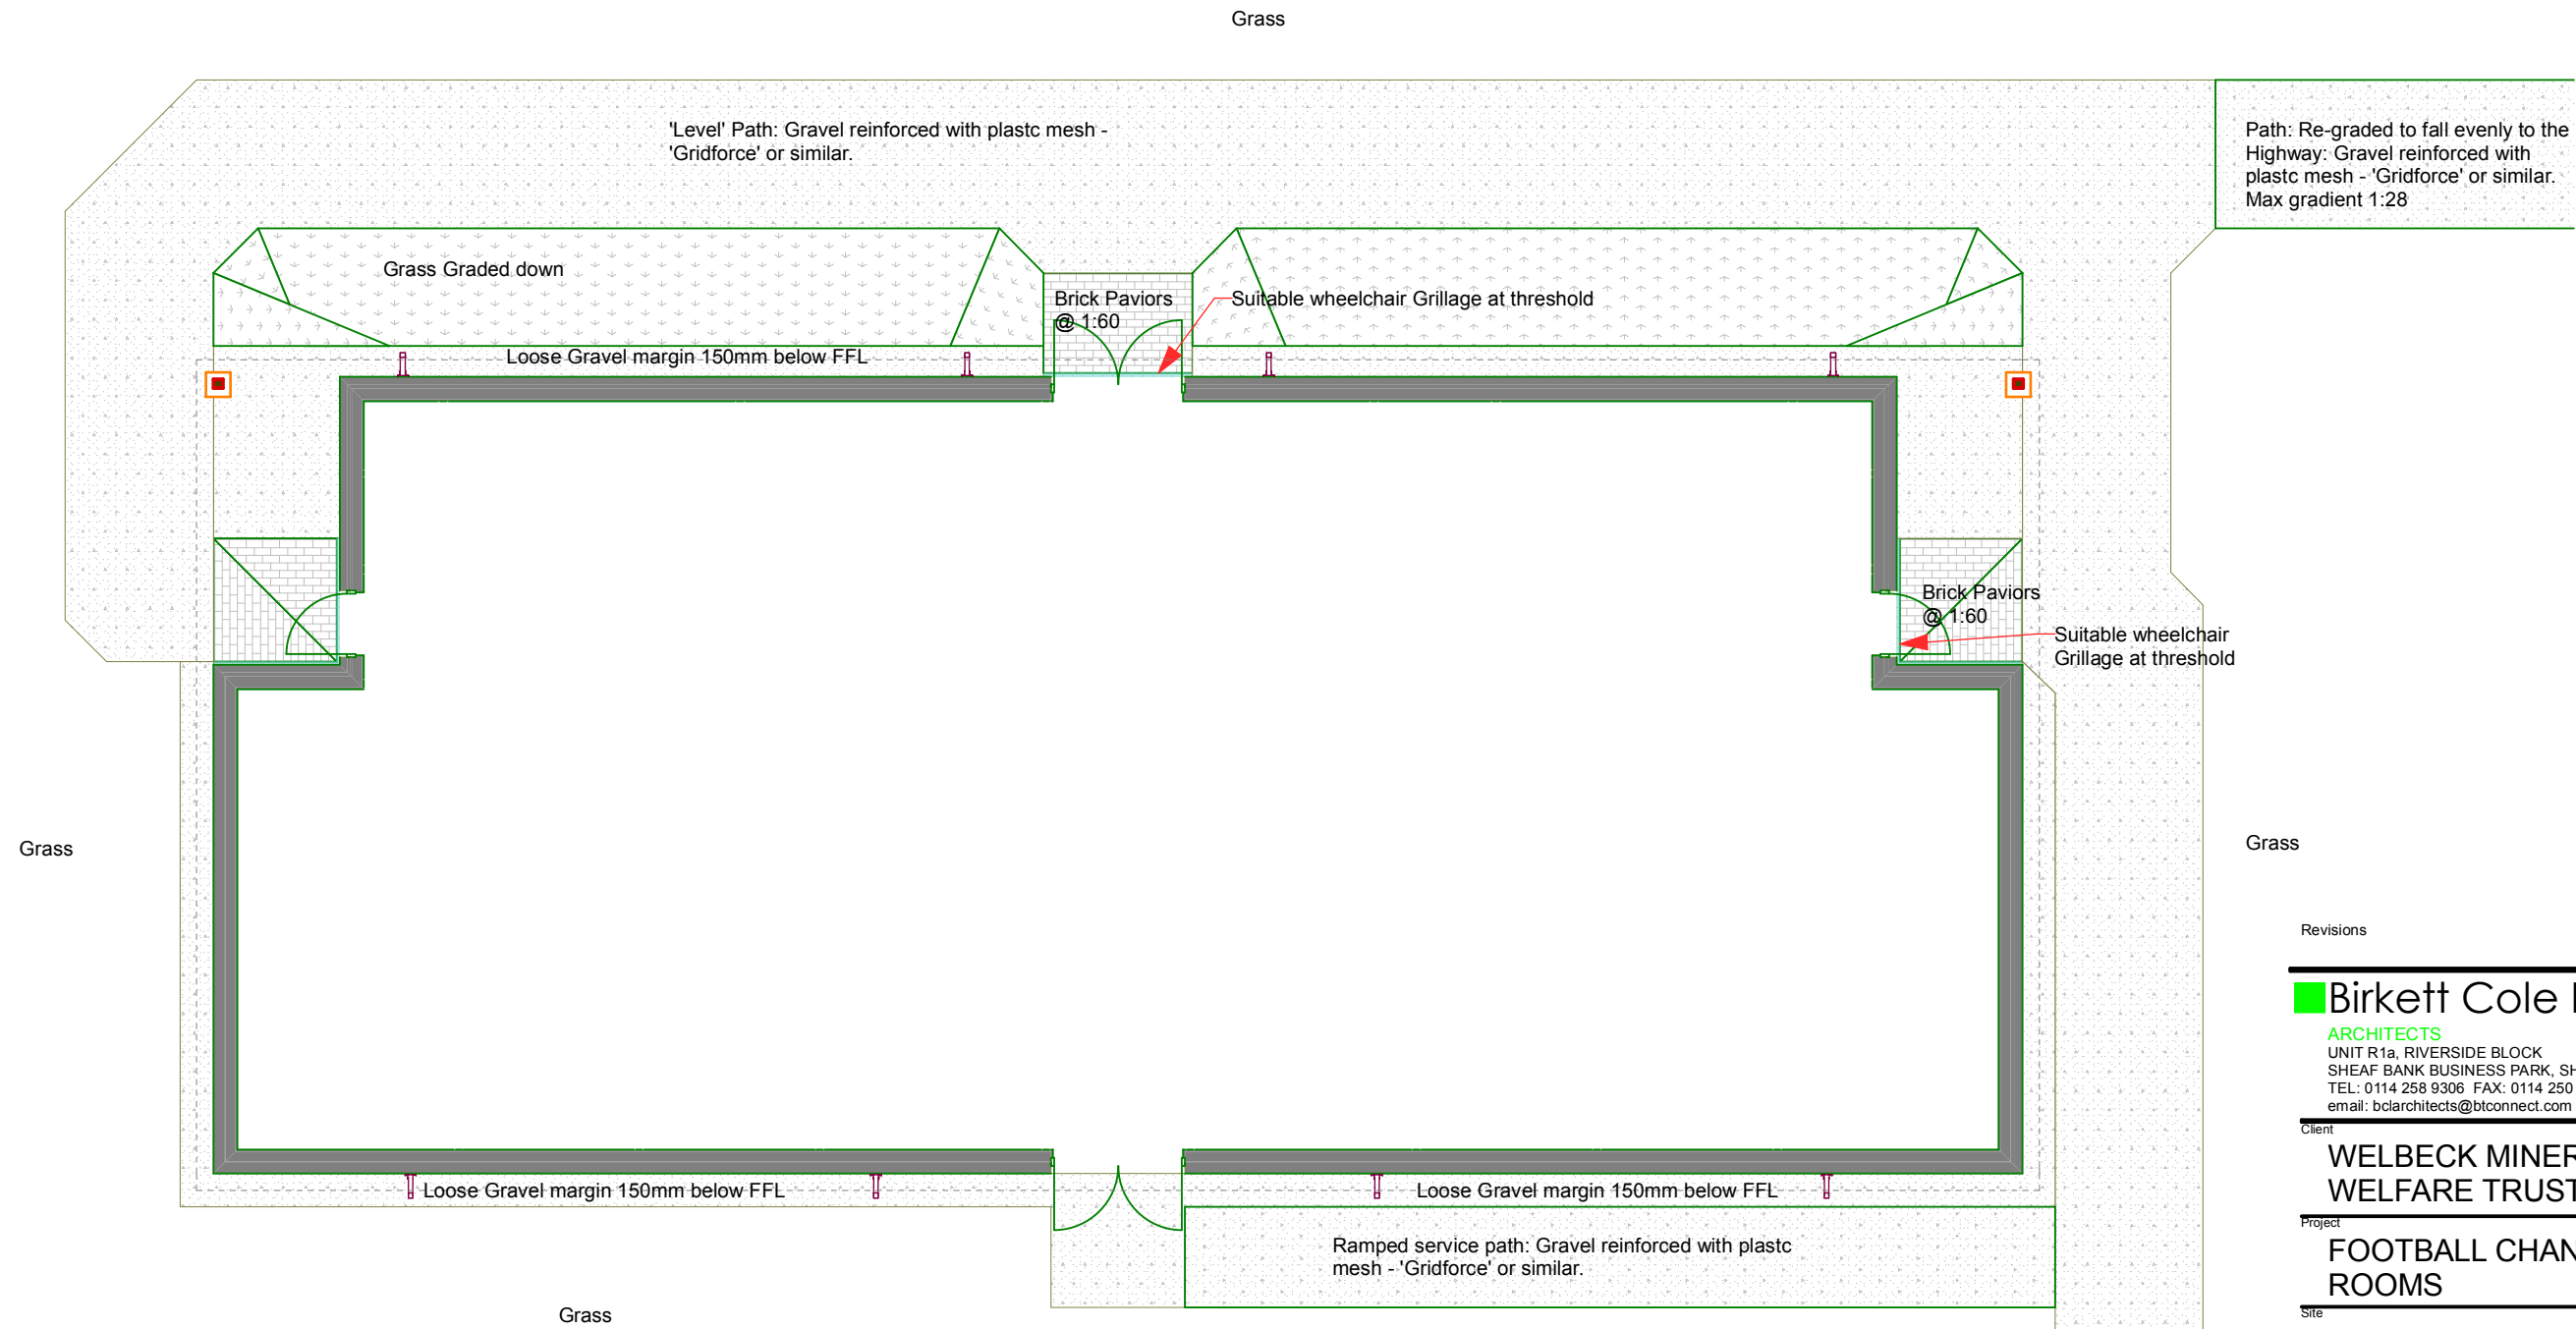 Grass
'Level' Path: Gravel reinforced with plastc mesh -
'Gridforce' or similar.
Path: Re-graded to fall evenly to the
Highway: Gravel reinforced with
plastc mesh - 'Gridforce' or similar.
Max gradient 1:28
Grass Graded down
Brick Paviors
@ 1:60
Suitable wheelchair Grillage at threshold
Loose Gravel margin 150mm below FFL
Brick Paviors
@ 1:60
Suitable wheelchair
Grillage at threshold
Grass
Grass
Revisions
Birkett Cole
ARCHITECTS
UNIT R1a, RIVERSIDE BLOCK
SHEAF BANK BUSINESS PARK, SH
TEL: 0114 258 9306 FAX: 0114 250
email: bclarchitects@btconnect.com
Client
WELBECK MINER
WELFARE TRUST
Project
FOOTBALL CHAN
ROOMS
Site
Loose Gravel margin 150mm below FFL
Loose Gravel margin 150mm below FFL
Ramped service path: Gravel reinforced with plastc
mesh - 'Gridforce' or similar.
Grass